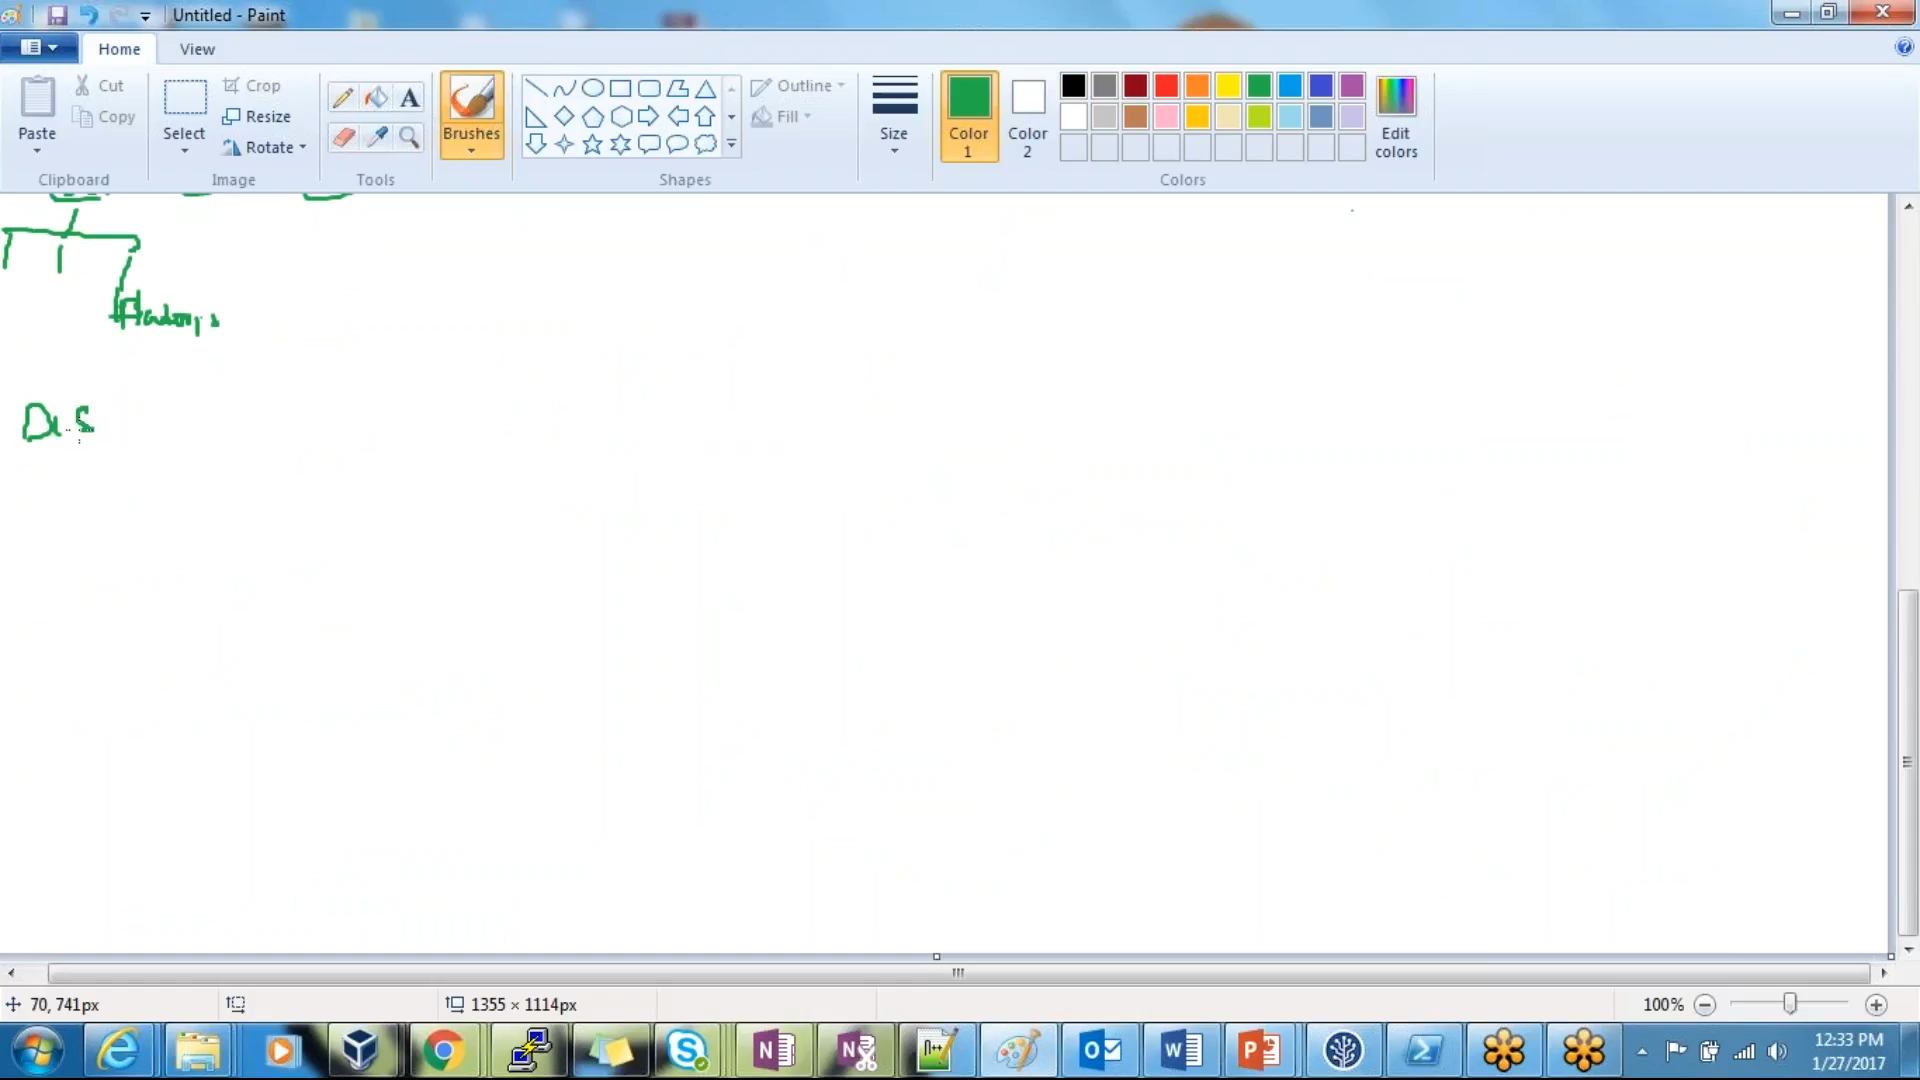 Untitled - Paint
Home View
Paste
Cut
Copy
Clipboard
Select
Crop
Resize
Rotate
Image
Tools
Brushes
Shapes
Outline
Fill
Size
Color 1
Color 2
Edit colors
Colors
Dis
70, 741px
1355 × 1114px
100%
12:33 PM
1/27/2017